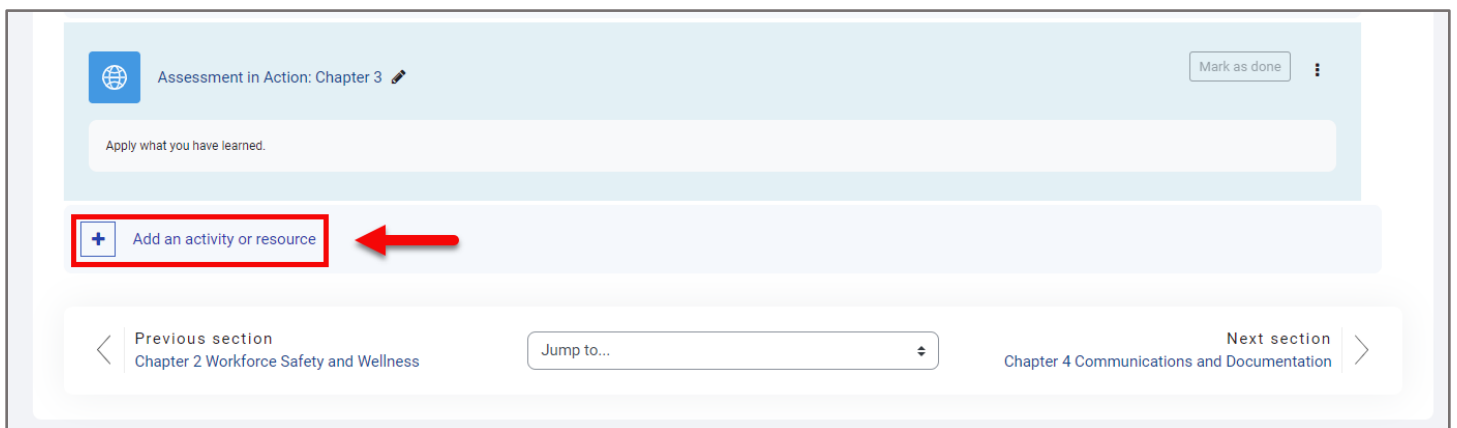 Assessment in Action: Chapter 3
Mark as done
Apply what you have learned.
+ Add an activity or resource
Previous section
Chapter 2 Workforce Safety and Wellness
Jump to...
Next section
Chapter 4 Communications and Documentation